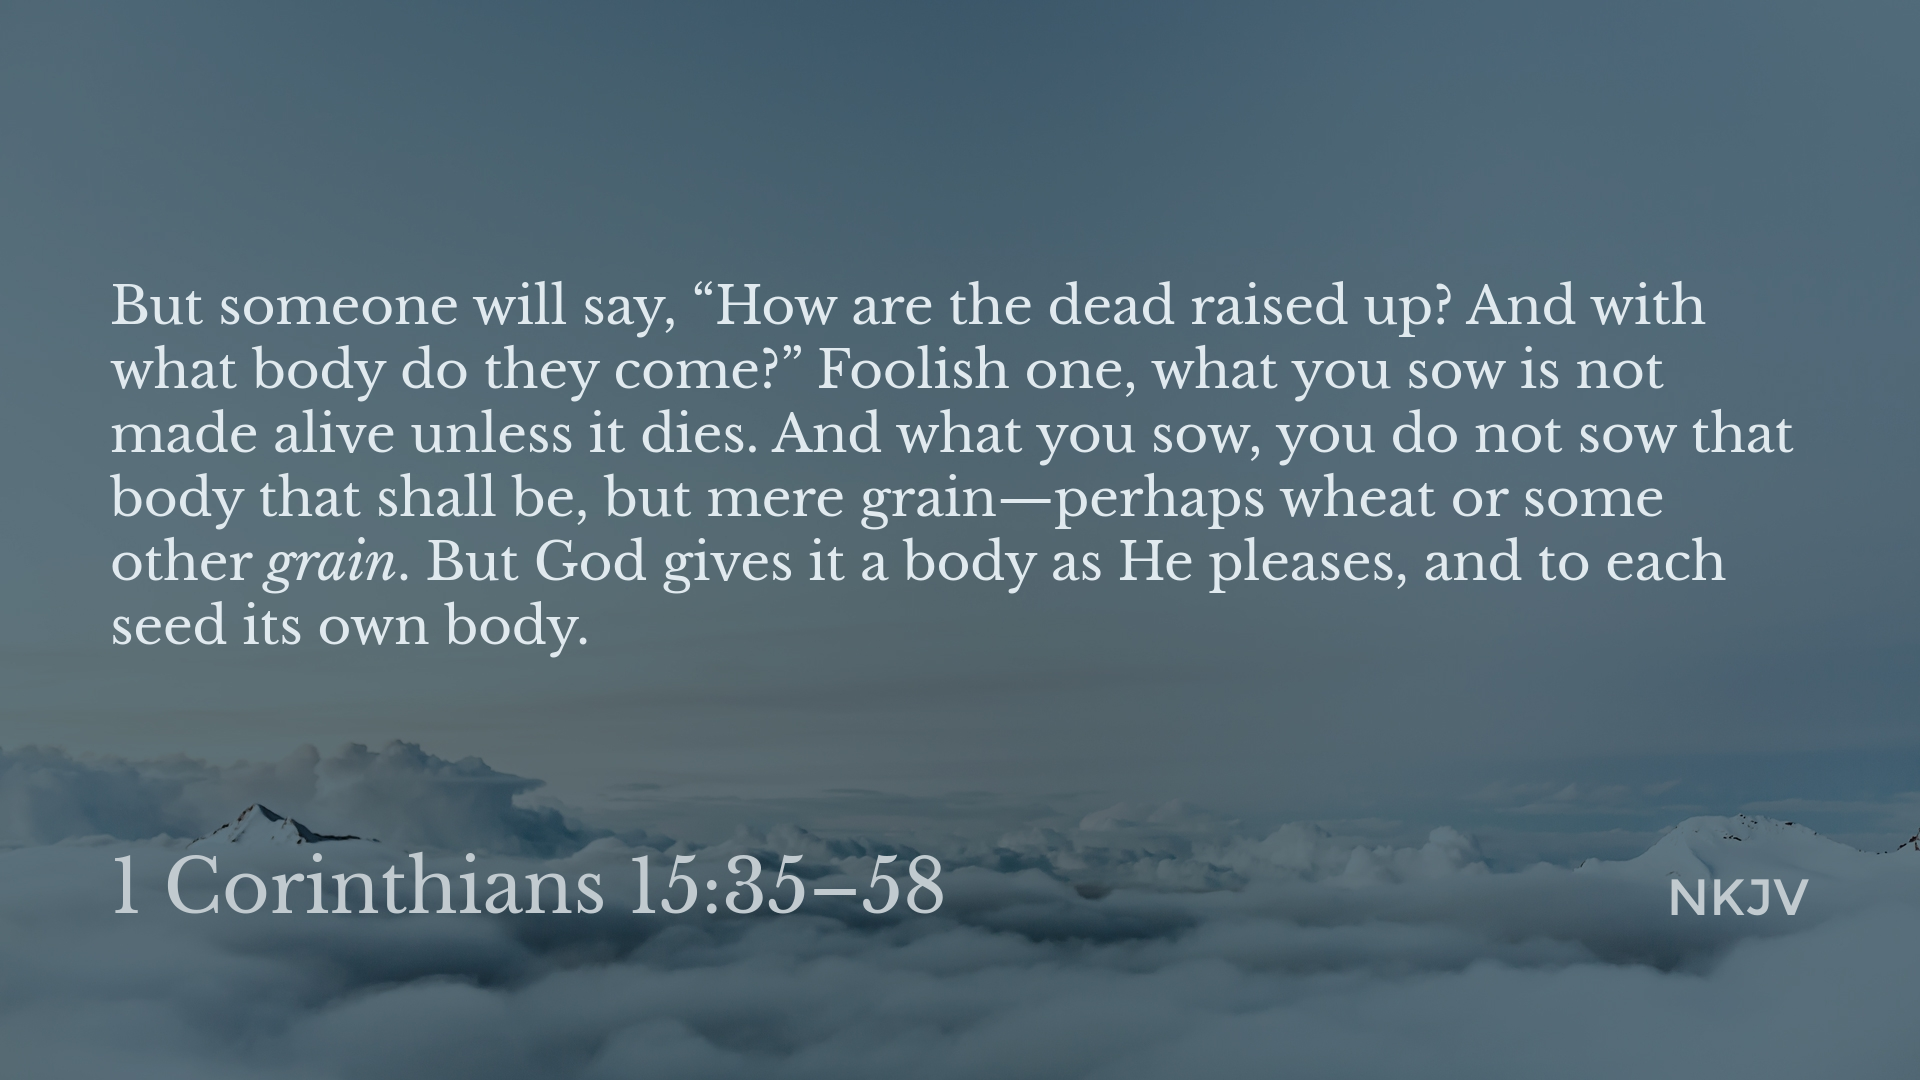 But someone will say, “How are the dead raised up? And with
what body do they come?” Foolish one, what you sow is not
made alive unless it dies. And what you sow, you do not sow that
body that shall be, but mere grain—perhaps wheat or some
other grain. But God gives it a body as He pleases, and to each
seed its own body.
1 Corinthians 15:35–58
NKJV